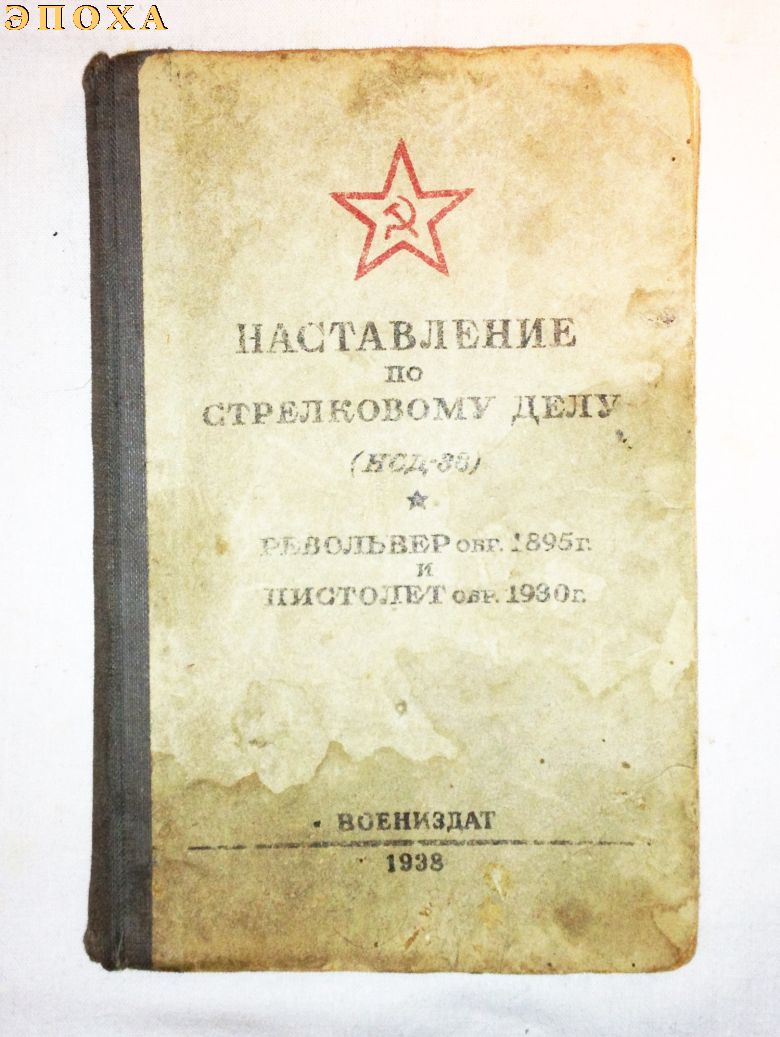 ЭПОХА
НАСТАВЛЕНИЕ
ПО
СТРЕЛКОВОМУ ДЕЛУ
(НСД-38)
РЕВОЛЬВЕР ОБР. 1895 г.
И
ПИСТОЛЕТ ОБР. 1930 г.
ВОЕНИЗДАТ
1938